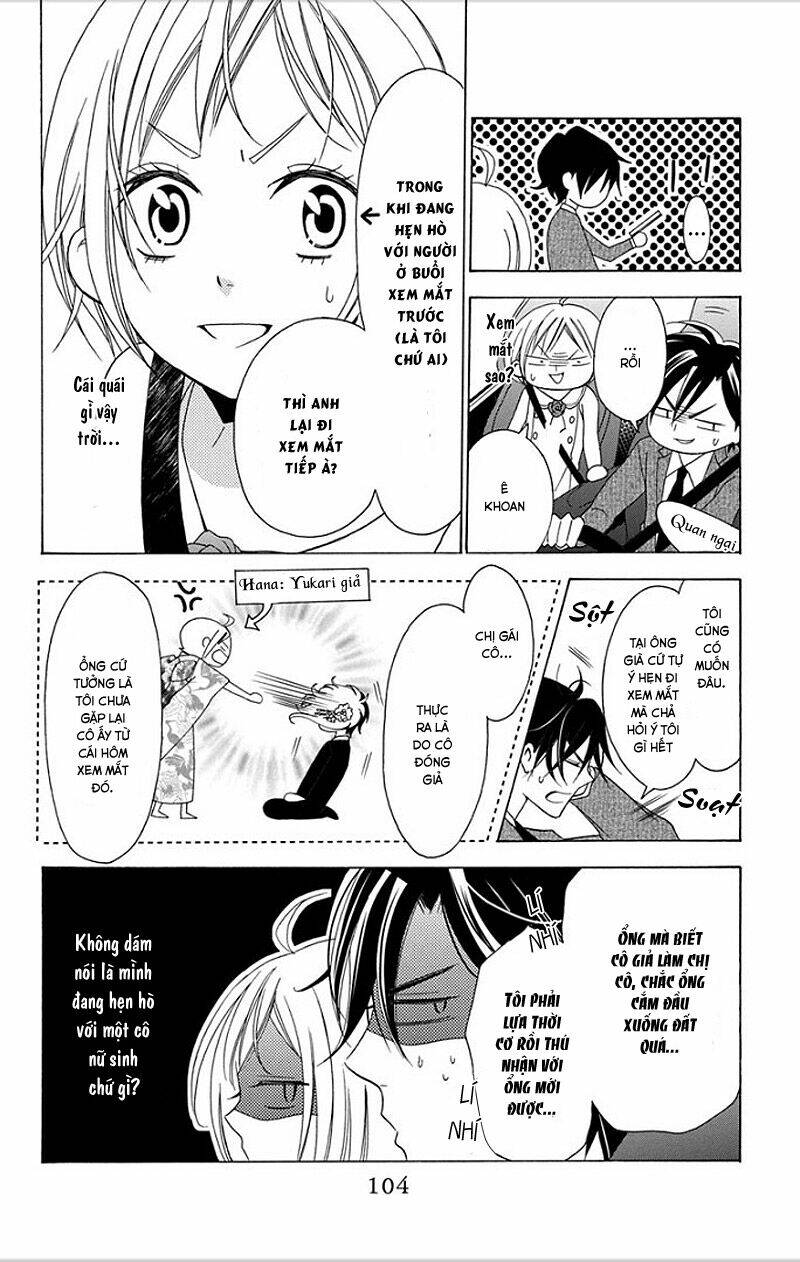 ...
...
RỒI
Xem
mắt
sao?
Ê
KHOAN
Quan ngại
TRONG
KHI ĐANG
HẸN HÒ
VỚI NGƯỜI
Ở BUỔI
XEM MẮT
TRƯỚC
(LÀ TÔI
CHỨ AI)
THÌ ANH
LẠI ĐI
XEM MẮT
TIẾP À?
Cái quái
gì vậy
trời...
TÔI
CŨNG
CÓ
MUỐN
ĐÂU.
TẠI ÔNG
GIÀ CỨ TỰ
Ý HẸN ĐI
XEM MẮT
MÀ CHẢ
HỎI Ý TÔI
GÌ HẾT
Sột
Soạt
CHỊ GÁI
CÔ...
THỰC
RA LÀ
DO CÔ
ĐÓNG
GIẢ
Hana: Yukari giả
ỔNG CỨ
TƯỞNG LÀ
TÔI CHƯA
GẶP LẠI
CÔ ẤY TỪ
CÁI HÔM
XEM MẮT
ĐÓ.
ỔNG MÀ BIẾT
CÔ GIẢ LÀM CHỊ
CÔ, CHẮC ỔNG
CẮM ĐẦU
XUỐNG ĐẤT
QUÁ...
LÍ
NHÍ
TÔI PHẢI
LỰA THỜI
CƠ RỒI THÚ
NHẬN VỚI
ỔNG MỚI
ĐƯỢC...
LÍ
NHÍ
Không dám
nói là mình
đang hẹn hò
với một cô
nữ sinh
chứ gì?
104